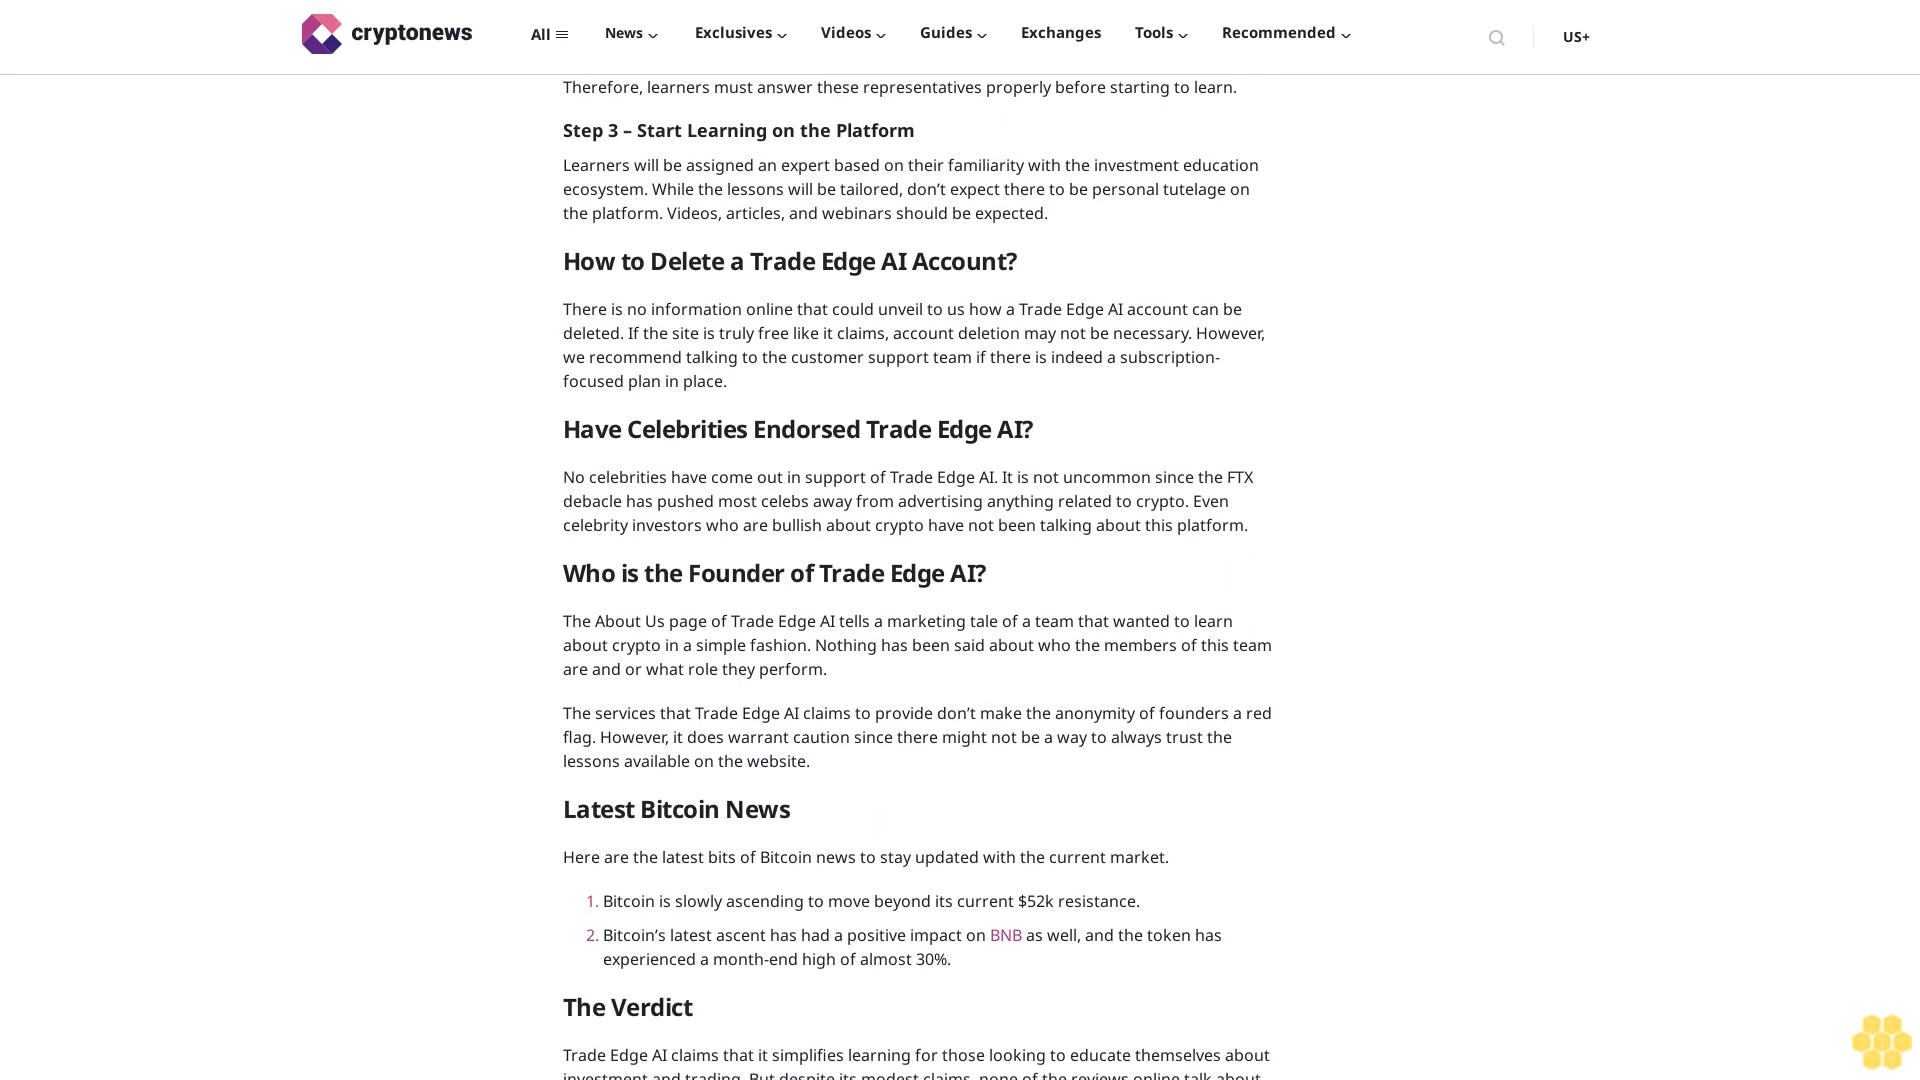 cryptonews
All
News
Exclusives
Videos
Guides
Exchanges
Tools
Recommended
US+
Therefore, learners must answer these representatives properly before starting to learn.
Step 3 – Start Learning on the Platform
Learners will be assigned an expert based on their familiarity with the investment education
ecosystem. While the lessons will be tailored, don’t expect there to be personal tutelage on
the platform. Videos, articles, and webinars should be expected.
How to Delete a Trade Edge AI Account?
There is no information online that could unveil to us how a Trade Edge AI account can be
deleted. If the site is truly free like it claims, account deletion may not be necessary. However,
we recommend talking to the customer support team if there is indeed a subscription-
focused plan in place.
Have Celebrities Endorsed Trade Edge AI?
No celebrities have come out in support of Trade Edge AI. It is not uncommon since the FTX
debacle has pushed most celebs away from advertising anything related to crypto. Even
celebrity investors who are bullish about crypto have not been talking about this platform.
Who is the Founder of Trade Edge AI?
The About Us page of Trade Edge AI tells a marketing tale of a team that wanted to learn
about crypto in a simple fashion. Nothing has been said about who the members of this team
are and or what role they perform.
The services that Trade Edge AI claims to provide don’t make the anonymity of founders a red
flag. However, it does warrant caution since there might not be a way to always trust the
lessons available on the website.
Latest Bitcoin News
Here are the latest bits of Bitcoin news to stay updated with the current market.
1. Bitcoin is slowly ascending to move beyond its current $52k resistance.
2. Bitcoin’s latest ascent has had a positive impact on BNB as well, and the token has
experienced a month-end high of almost 30%.
The Verdict
Trade Edge AI claims that it simplifies learning for those looking to educate themselves about
investment and trading. But despite its modest claims, none of the reviews online talk about